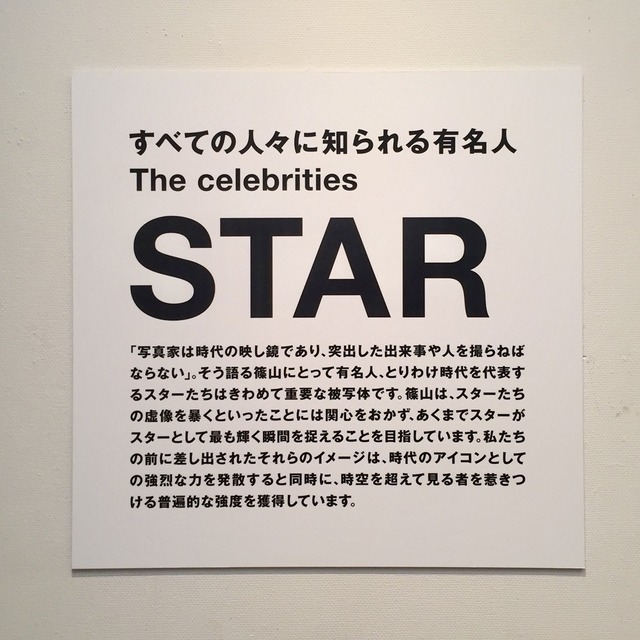 すべての人々に知られる有名人
The celebrities
STAR
「写真家は時代の映し鏡であり、突出した出来事や人を撮らねば
ならない」。そう語る篠山にとって有名人、とりわけ時代を代表す
るスターたちはきわめて重要な被写体です。篠山は、スターたち
の虚像を暴くといったことには関心をおかず、あくまでスターが
スターとして最も輝く瞬間を捉えることを目指しています。私たち
の前に差し出されたそれらのイメージは、時代のアイコンとして
の強烈な力を発散すると同時に、時空を超えて見る者を惹きつ
ける普遍的な強度を獲得しています。